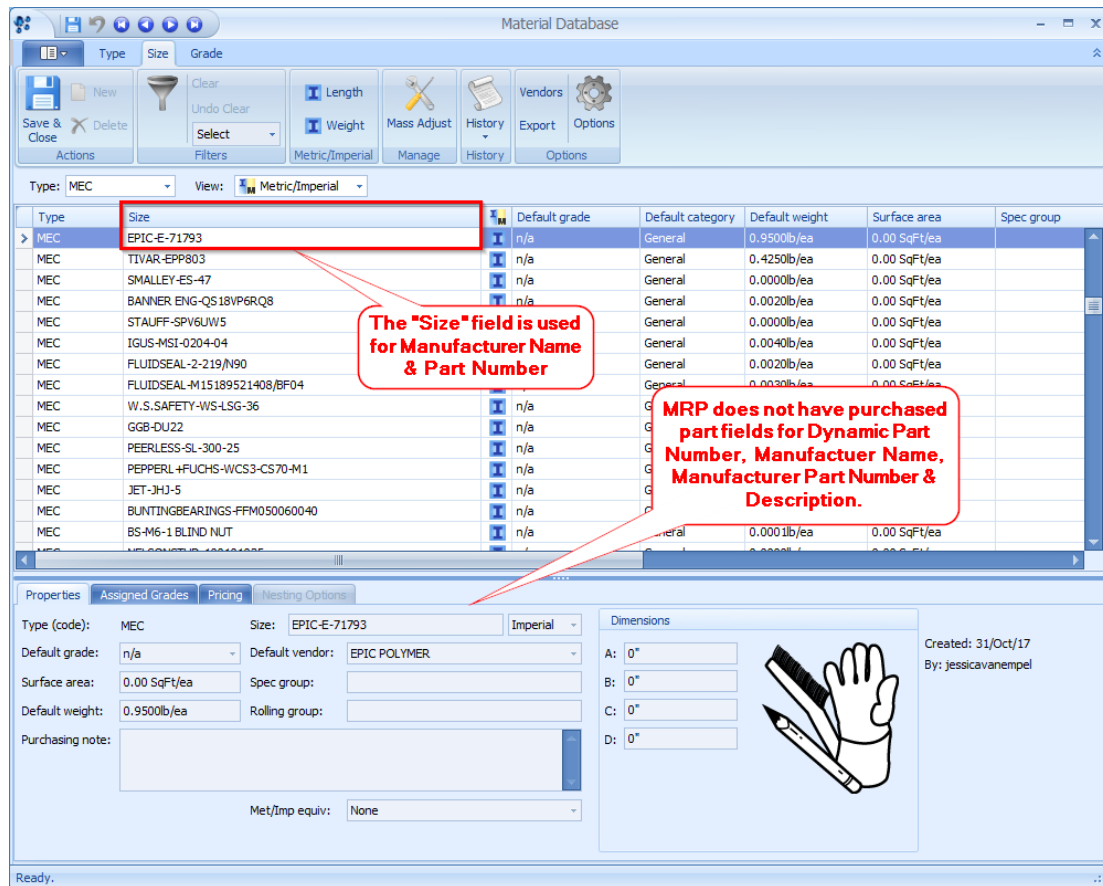 Material Database
Type Size Grade
Save & Close
New
Delete
Actions
Clear
Undo Clear
Select
Filters
Length
Weight
Metric/Imperial
Mass Adjust
Manage
History
History
Vendors
Export
Options
Options
Type: MEC View: Metric/Imperial
Type Size Default grade Default category Default weight Surface area Spec group
MEC EPIC-E-71793 n/a General 0.9500lb/ea 0.00 SqFt/ea
MEC TIVAR-EPP803 n/a General 0.4250lb/ea 0.00 SqFt/ea
MEC SMALLEY-ES-47 n/a General 0.0000lb/ea 0.00 SqFt/ea
MEC BANNER ENG-QS18VP6RQ8 n/a General 0.0020lb/ea 0.00 SqFt/ea
MEC STAUFF-SPV6UW5 General 0.0000lb/ea 0.00 SqFt/ea
MEC IGUS-MSI-0204-04 General 0.0040lb/ea 0.00 SqFt/ea
MEC FLUIDSEAL-2-219/N90 General 0.0020lb/ea 0.00 SqFt/ea
MEC FLUIDSEAL-M15189521408/BF04 General 0.0030lb/ea 0.00 SqFt/ea
MEC W.S.SAFETY-WS-LSG-36 n/a
MEC GGB-DU22 n/a
MEC PEERLESS-SL-300-25 n/a
MEC PEPPERL+FUCHS-WCS3-CS70-M1 n/a
MEC JET-JHJ-5 n/a
MEC BUNTINGBEARINGS-FFM050060040 n/a
MEC BS-M6-1 BLIND NUT n/a General 0.0001lb/ea 0.00 SqFt/ea
The "Size" field is used
for Manufacturer Name
& Part Number
MRP does not have purchased
part fields for Dynamic Part
Number, Manufactuer Name,
Manufacturer Part Number &
Description.
Properties Assigned Grades Pricing Nesting Options
Type (code): MEC Size: EPIC-E-71793 Imperial
Default grade: n/a Default vendor: EPIC POLYMER
Surface area: 0.00 SqFt/ea Spec group:
Default weight: 0.9500lb/ea Rolling group:
Purchasing note:
Met/Imp equiv: None
Dimensions
A: 0"
B: 0"
C: 0"
D: 0"
Created: 31/Oct/17
By: jessicavanempel
Ready.